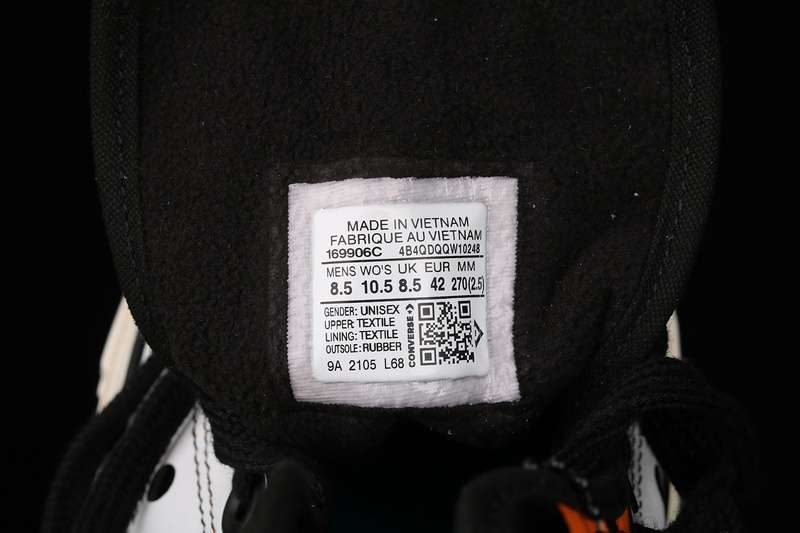 MADE IN VIETNAM
FABRIQUE AU VIETNAM
169906C 4B4QDQQW10248
MENS WO'S UK EUR MM
8.5 10.5 8.5 42 270(2.5)
GENDER: UNISEX
UPPER: TEXTILE
LINING: TEXTILE
OUTSOLE: RUBBER
9A 2105 L68
CONVERSE